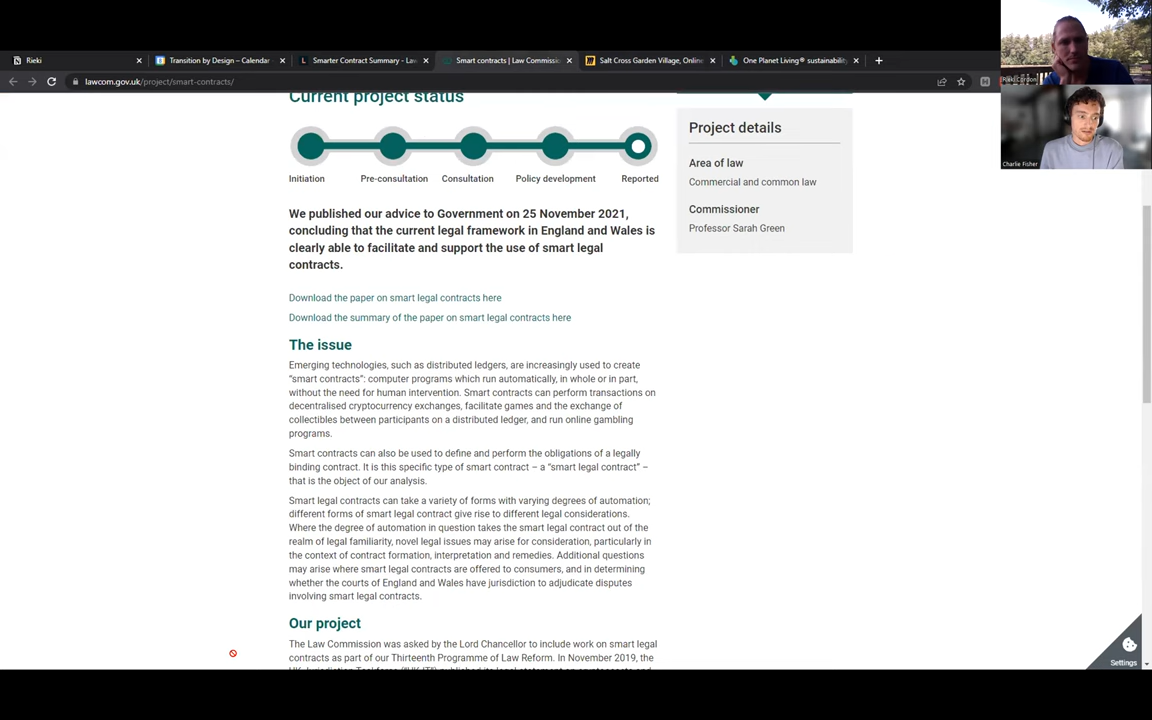 Rieki
Transition by Design – Calendar -
Smarter Contract Summary - Law
Smart contracts | Law Commissio
Salt Cross Garden Village, Online
One Planet Living® sustainability
lawcom.gov.uk/project/smart-contracts/
Rieki Cordon
Charlie Fisher
Current project status
Initiation
Pre-consultation
Consultation
Policy development
Reported
We published our advice to Government on 25 November 2021,
concluding that the current legal framework in England and Wales is
clearly able to facilitate and support the use of smart legal
contracts.
Download the paper on smart legal contracts here
Download the summary of the paper on smart legal contracts here
The issue
Emerging technologies, such as distributed ledgers, are increasingly used to create
“smart contracts”: computer programs which run automatically, in whole or in part,
without the need for human intervention. Smart contracts can perform transactions on
decentralised cryptocurrency exchanges, facilitate games and the exchange of
collectibles between participants on a distributed ledger, and run online gambling
programs.
Smart contracts can also be used to define and perform the obligations of a legally
binding contract. It is this specific type of smart contract – a “smart legal contract” –
that is the object of our analysis.
Smart legal contracts can take a variety of forms with varying degrees of automation;
different forms of smart legal contract give rise to different legal considerations.
Where the degree of automation in question takes the smart legal contract out of the
realm of legal familiarity, novel legal issues may arise for consideration, particularly in
the context of contract formation, interpretation and remedies. Additional questions
may arise where smart legal contracts are offered to consumers, and in determining
whether the courts of England and Wales have jurisdiction to adjudicate disputes
involving smart legal contracts.
Our project
The Law Commission was asked by the Lord Chancellor to include work on smart legal
contracts as part of our Thirteenth Programme of Law Reform. In November 2019, the
Project details
Area of law
Commercial and common law
Commissioner
Professor Sarah Green
Settings